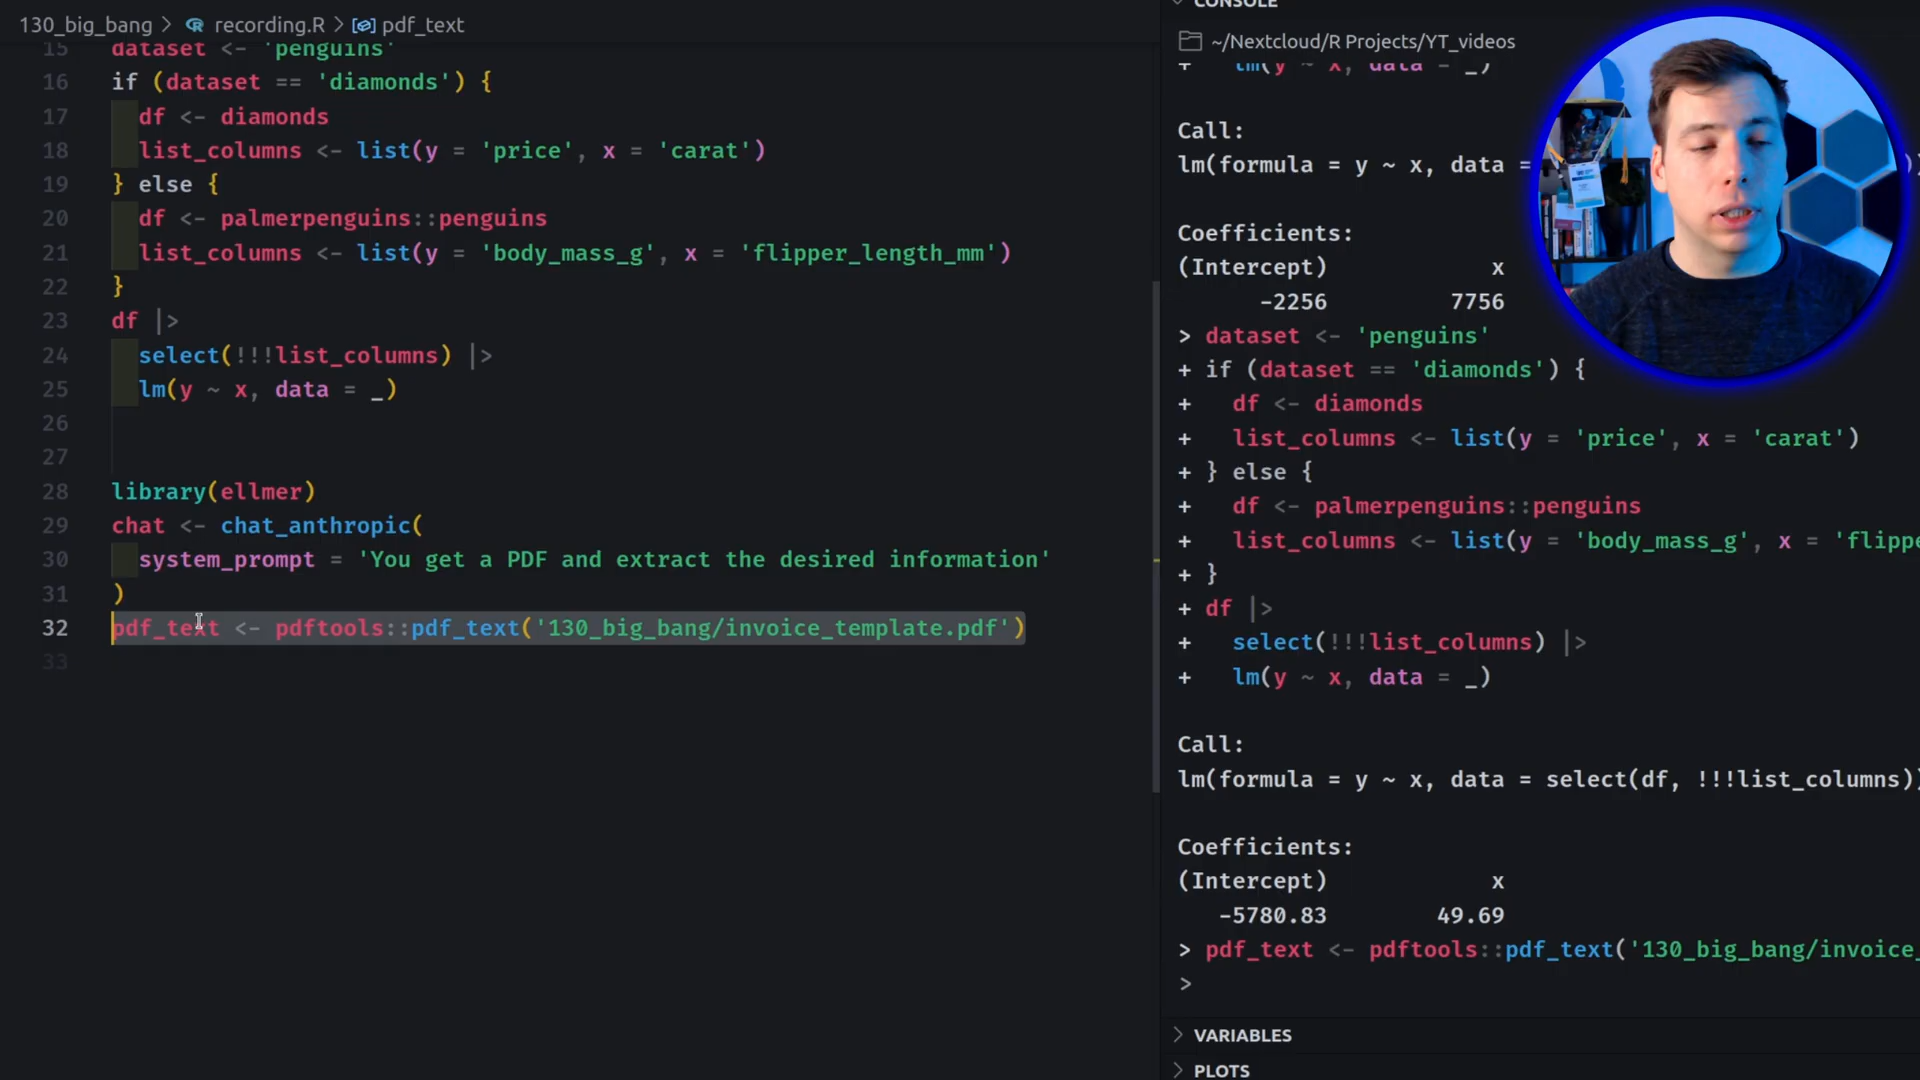 130_big_bang > recording.R > pdf_text
15 dataset <- 'penguins'
16 if (dataset == 'diamonds') {
17 df <- diamonds
18 list_columns <- list(y = 'price', x = 'carat')
19 } else {
20 df <- palmerpenguins::penguins
21 list_columns <- list(y = 'body_mass_g', x = 'flipper_length_mm')
22 }
23 df |>
24 select(!!!list_columns) |>
25 lm(y ~ x, data = _)
26
27
28 library(ellmer)
29 chat <- chat_anthropic(
30 system_prompt = 'You get a PDF and extract the desired information'
31 )
32 pdf_text <- pdftools::pdf_text('130_big_bang/invoice_template.pdf')
33
CONSOLE
~/Nextcloud/R Projects/YT_videos
+ lm(y ~ x, data = _)
Call:
lm(formula = y ~ x, data =
Coefficients:
(Intercept) x
-2256 7756
> dataset <- 'penguins'
+ if (dataset == 'diamonds') {
+ df <- diamonds
+ list_columns <- list(y = 'price', x = 'carat')
+ } else {
+ df <- palmerpenguins::penguins
+ list_columns <- list(y = 'body_mass_g', x = 'flippe
+ }
+ df |>
+ select(!!!list_columns) |>
+ lm(y ~ x, data = _)
Call:
lm(formula = y ~ x, data = select(df, !!!list_columns))
Coefficients:
(Intercept) x
-5780.83 49.69
> pdf_text <- pdftools::pdf_text('130_big_bang/invoice_
>
VARIABLES
PLOTS